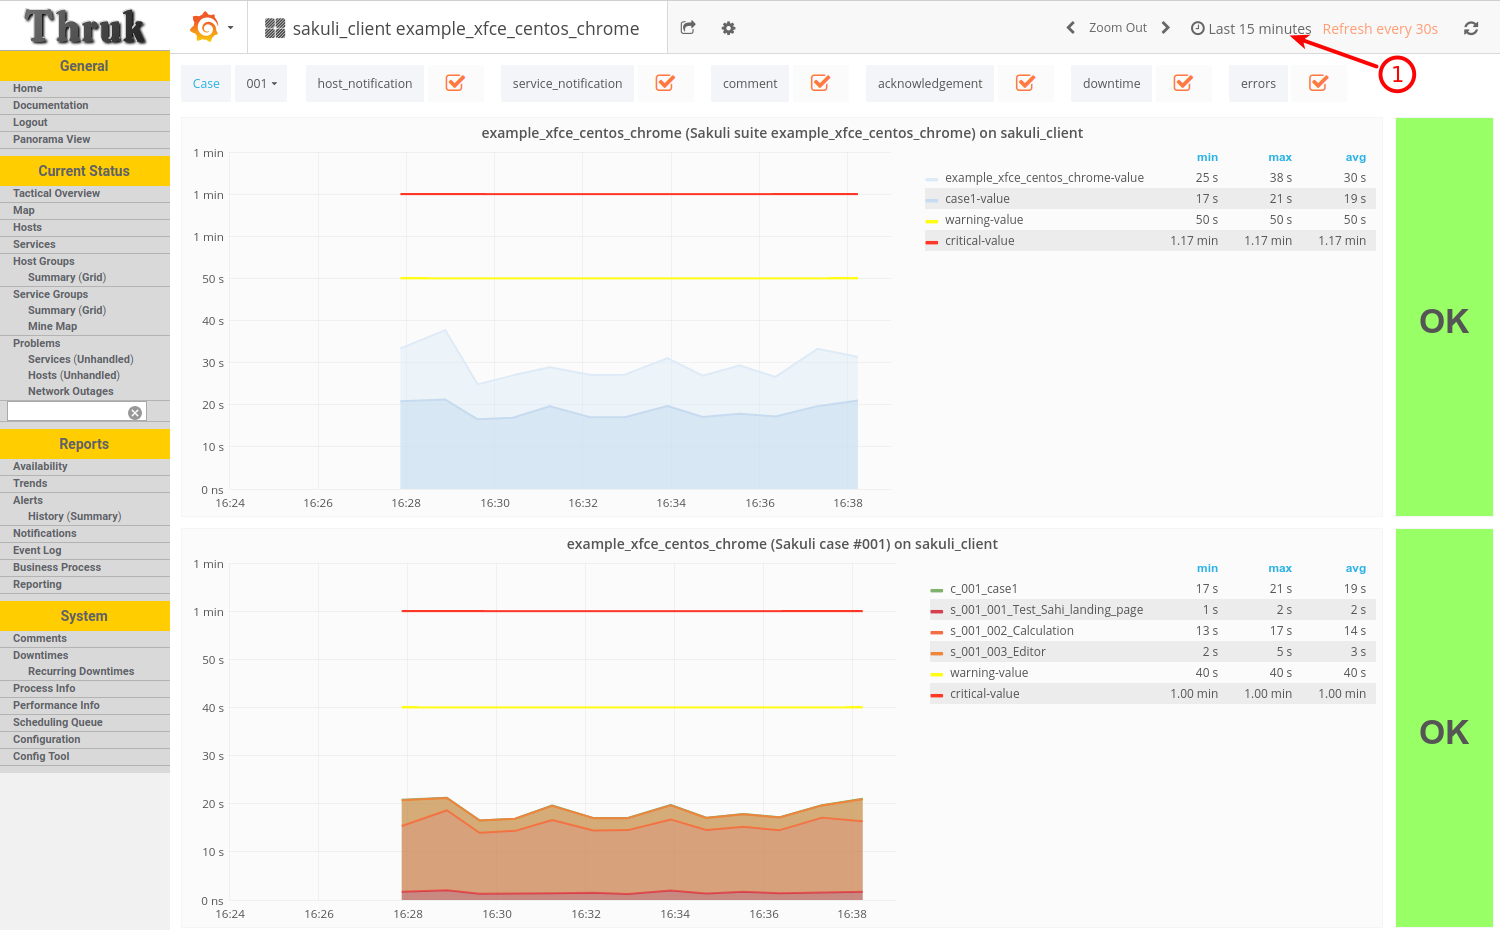 Thruk
General
Home
Documentation
Logout
Panorama View
Current Status
Tactical Overview
Map
Hosts
Services
Host Groups
Summary (Grid)
Service Groups
Summary (Grid)
Mine Map
Problems
Services (Unhandled)
Hosts (Unhandled)
Network Outages
Reports
Availability
Trends
Alerts
History (Summary)
Notifications
Event Log
Business Process
Reporting
System
Comments
Downtimes
Recurring Downtimes
Process Info
Performance Info
Scheduling Queue
Configuration
Config Tool
sakuli_client example_xfce_centos_chrome
Zoom Out
Last 15 minutes Refresh every 30s
1
Case 001 host_notification service_notification comment acknowledgement downtime errors
example_xfce_centos_chrome (Sakuli suite example_xfce_centos_chrome) on sakuli_client
1 min
1 min
1 min
50 s
40 s
30 s
20 s
10 s
0 ns
16:24 16:26 16:28 16:30 16:32 16:34 16:36 16:38
min max avg
example_xfce_centos_chrome-value 25 s 38 s 30 s
case1-value 17 s 21 s 19 s
warning-value 50 s 50 s 50 s
critical-value 1.17 min 1.17 min 1.17 min
OK
example_xfce_centos_chrome (Sakuli case #001) on sakuli_client
1 min
1 min
50 s
40 s
30 s
20 s
10 s
0 ns
16:24 16:26 16:28 16:30 16:32 16:34 16:36 16:38
min max avg
c_001_case1 17 s 21 s 19 s
s_001_001_Test_Sahi_landing_page 1 s 2 s 2 s
s_001_002_Calculation 13 s 17 s 14 s
s_001_003_Editor 2 s 5 s 3 s
warning-value 40 s 40 s 40 s
critical-value 1.00 min 1.00 min 1.00 min
OK